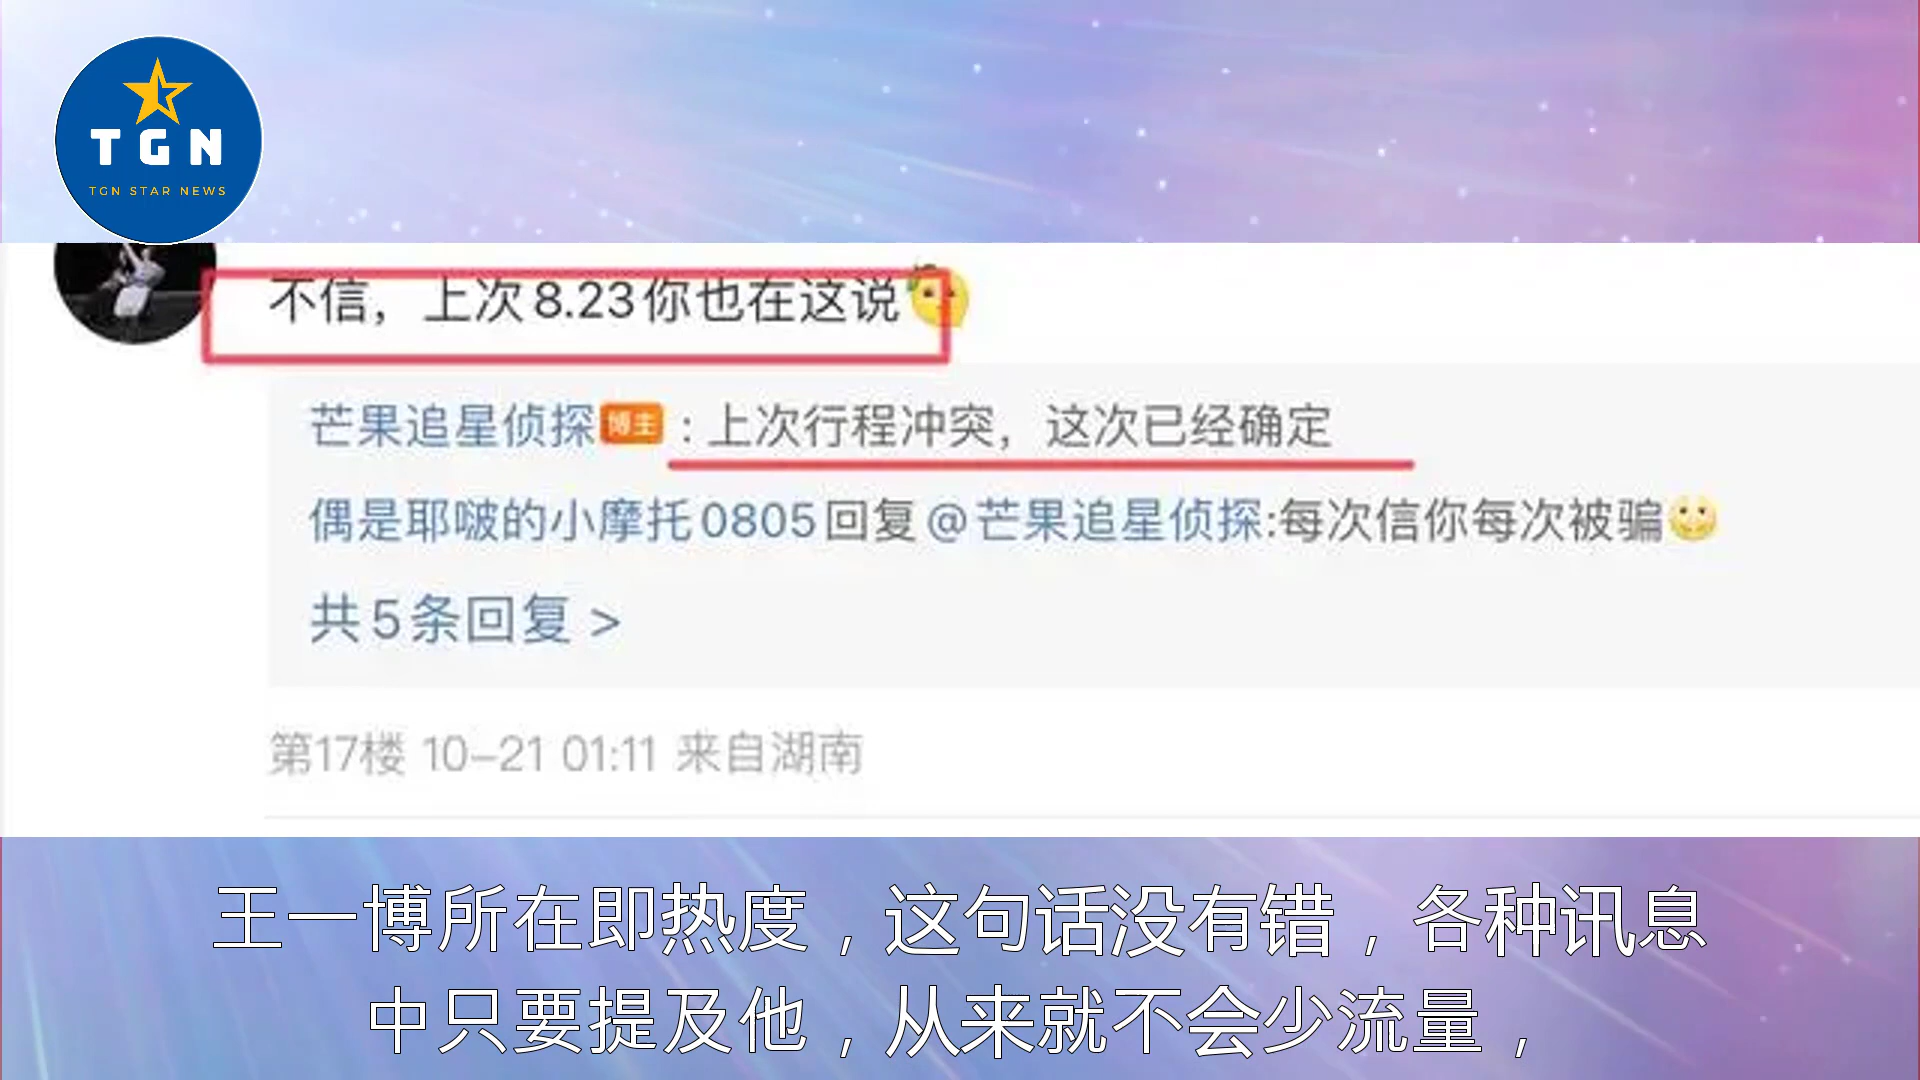 TGN
TGN STAR NEWS
不信，上次8.23你也在这说
芒果追星侦探 博主：上次行程冲突，这次已经确定
偶是耶啵的小摩托0805回复@芒果追星侦探:每次信你每次被骗
共5条回复 >
第17楼 10-21 01:11 来自湖南
王一博所在即热度，这句话没有错，各种讯息
中只要提及他，从来就不会少流量，